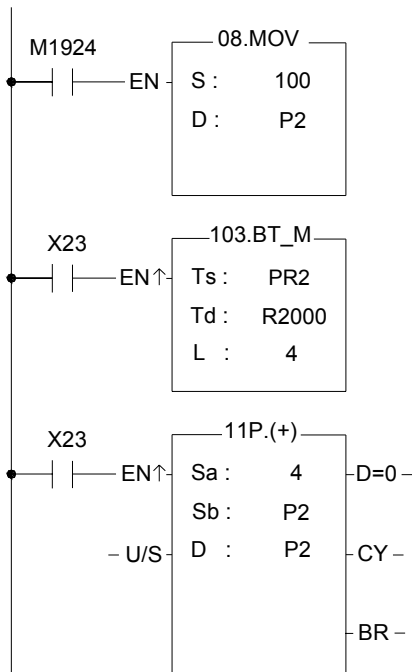 M1924
08.MOV
EN
S : 100
D : P2
X23
103.BT_M
EN↑
Ts : PR2
Td : R2000
L : 4
X23
11P.(+)
EN↑
Sa : 4
D=0
Sb : P2
U/S
D : P2
CY
BR